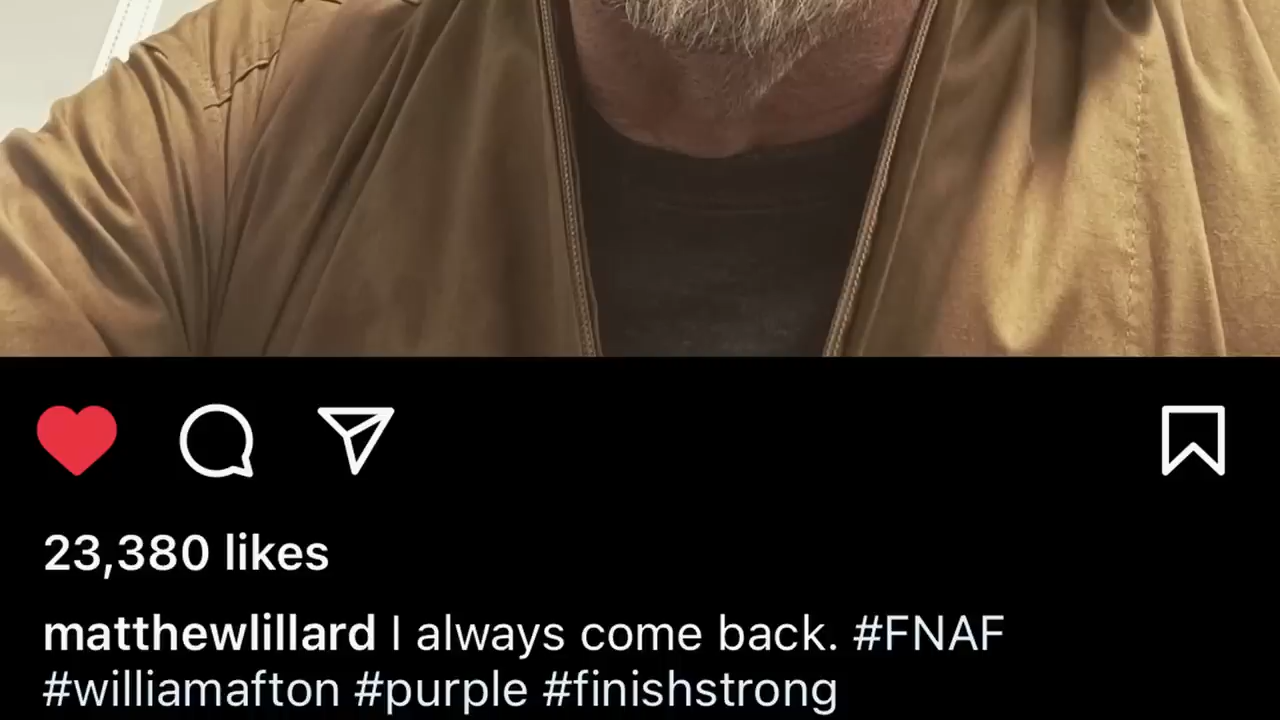 23,380 likes
matthewlillard I always come back. #FNAF
#williamafton #purple #finishstrong